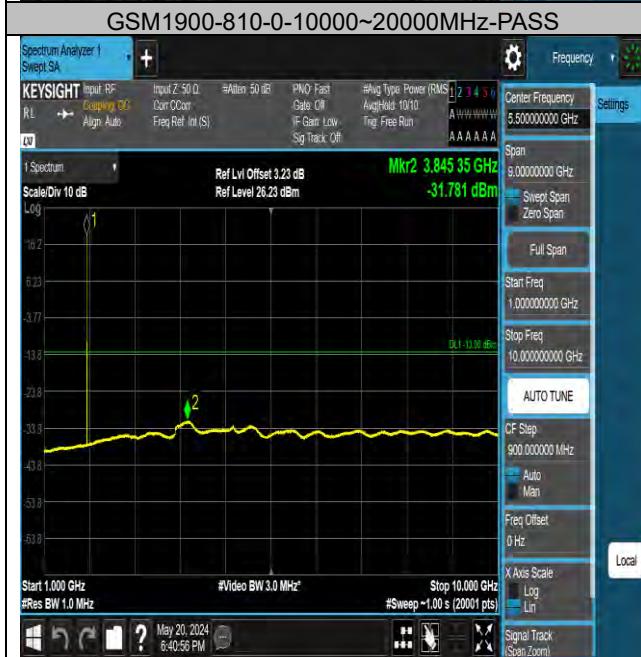 GSM1900-810-0-10000~20000MHz-PASS
Spectrum Analyzer 1
Swept SA
+
Frequency
KEYSIGHT
RL
Input: RF
Coupling: DC
Align: Auto
Input Z: 50 Ω
Corr CCorr
Freq Ref: Int (S)
#Atten: 50 dB
PNO: Fast
Gate: Off
IF Gain: Low
Sig Track: Off
#Avg Type: Power (RMS)
Avg|Hold: 10/10
Trig: Free Run
1 2 3 4 5 6
A W W W W W
A A A A A A
LXI
1 Spectrum
Scale/Div 10 dB
Log
Ref Lvl Offset 3.23 dB
Ref Level 26.23 dBm
Mkr2 3.845 35 GHz
-31.781 dBm
1
16.2
6.23
-3.77
DL1 -13.00 dBm
-13.8
-23.8
2
-33.8
-43.8
-53.8
-63.8
Start 1.000 GHz
#Res BW 1.0 MHz
#Video BW 3.0 MHz*
Stop 10.000 GHz
#Sweep ~1.00 s (20001 pts)
?
May 20, 2024
6:40:56 PM
Center Frequency
5.500000000 GHz
Settings
Span
9.00000000 GHz
Swept Span
Zero Span
Full Span
Start Freq
1.000000000 GHz
Stop Freq
10.00000000 GHz
AUTO TUNE
CF Step
900.000000 MHz
Auto
Man
Freq Offset
0 Hz
Local
X Axis Scale
Log
Lin
Signal Track
(Span Zoom)